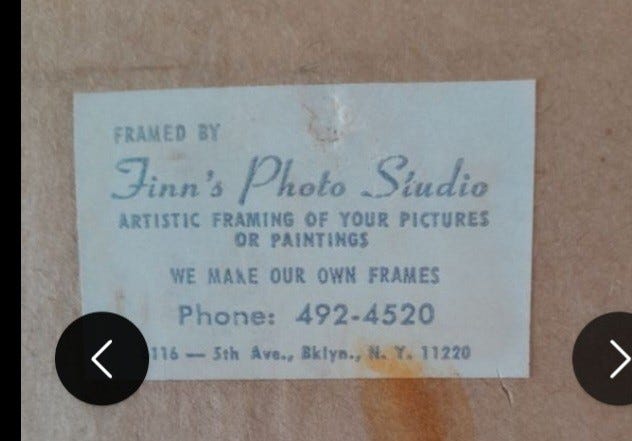 FRAMED BY
Finn's Photo Studio
ARTISTIC FRAMING OF YOUR PICTURES
OR PAINTINGS
WE MAKE OUR OWN FRAMES
Phone: 492-4520
— 5th Ave., Bklyn., N. Y. 11220